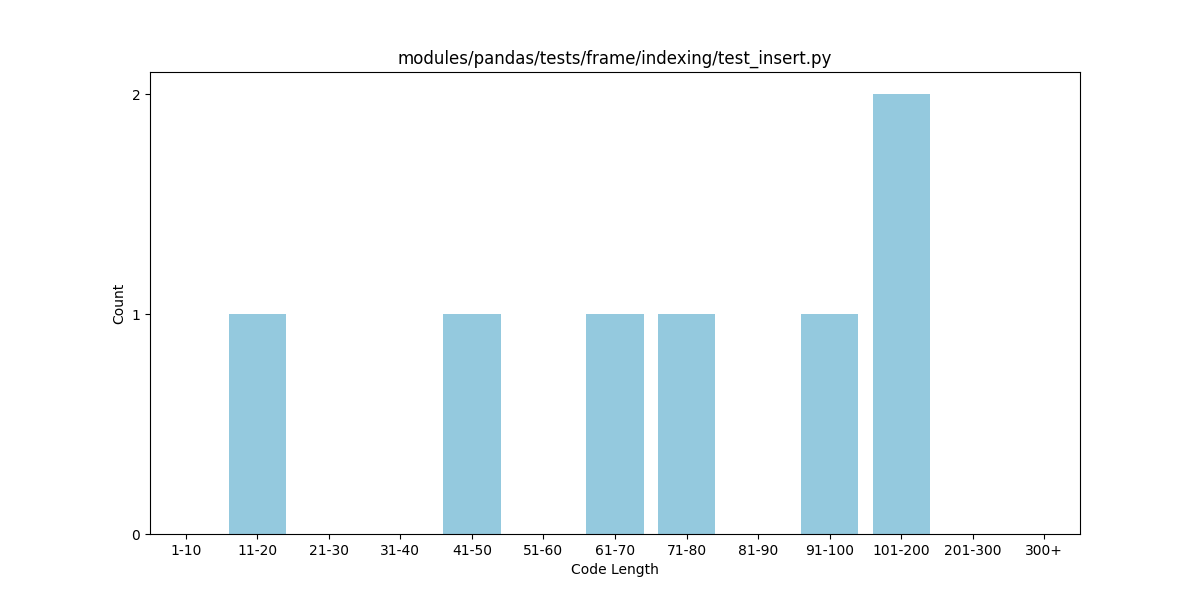 modules/pandas/tests/frame/indexing/test_insert.py
Count
2
1
0
1-10 11-20 21-30 31-40 41-50 51-60 61-70 71-80 81-90 91-100 101-200 201-300 300+
Code Length